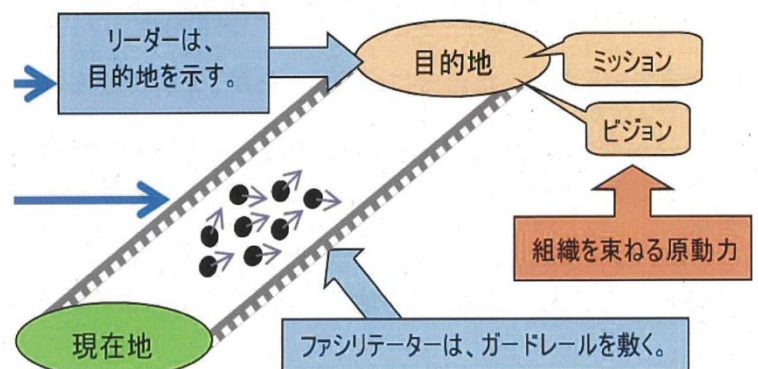 リーダーは、
目的地を示す。
目的地
ミッション
ビジョン
組織を束ねる原動力
現在地
ファシリテーターは、ガードレールを敷く。